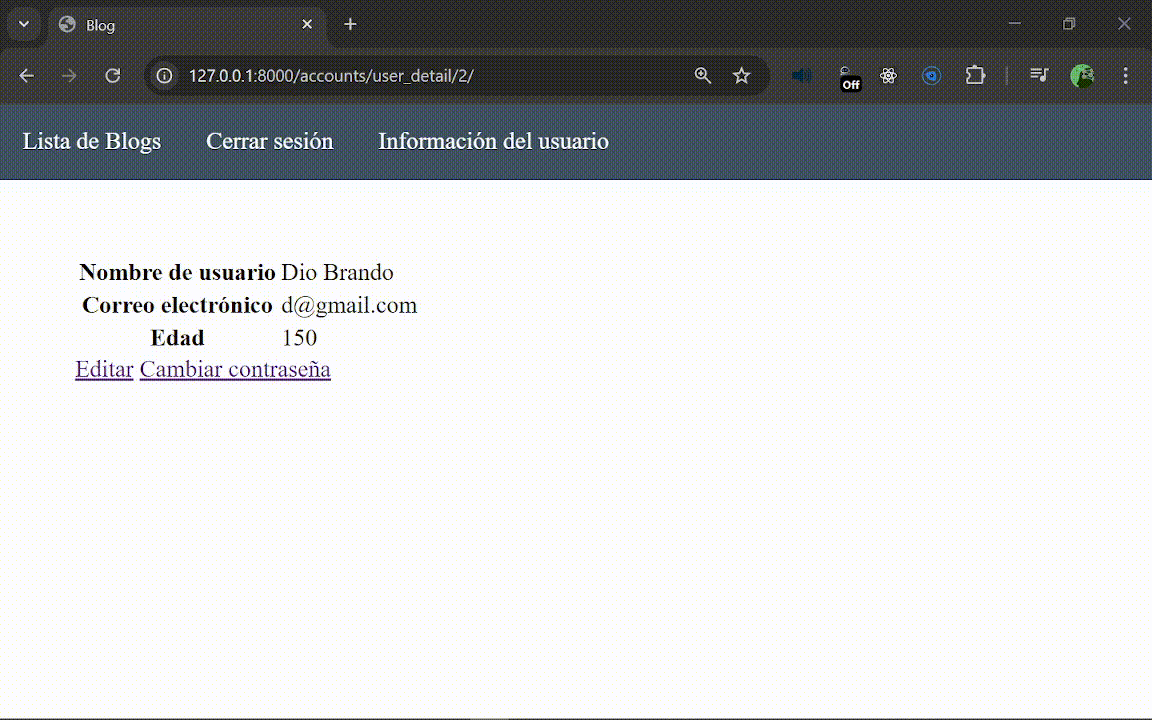 Blog
127.0.0.1:8000/accounts/user_detail/2/
Off
Lista de Blogs Cerrar sesión Información del usuario
Nombre de usuario Dio Brando
Correo electrónico d@gmail.com
Edad 150
Editar Cambiar contraseña